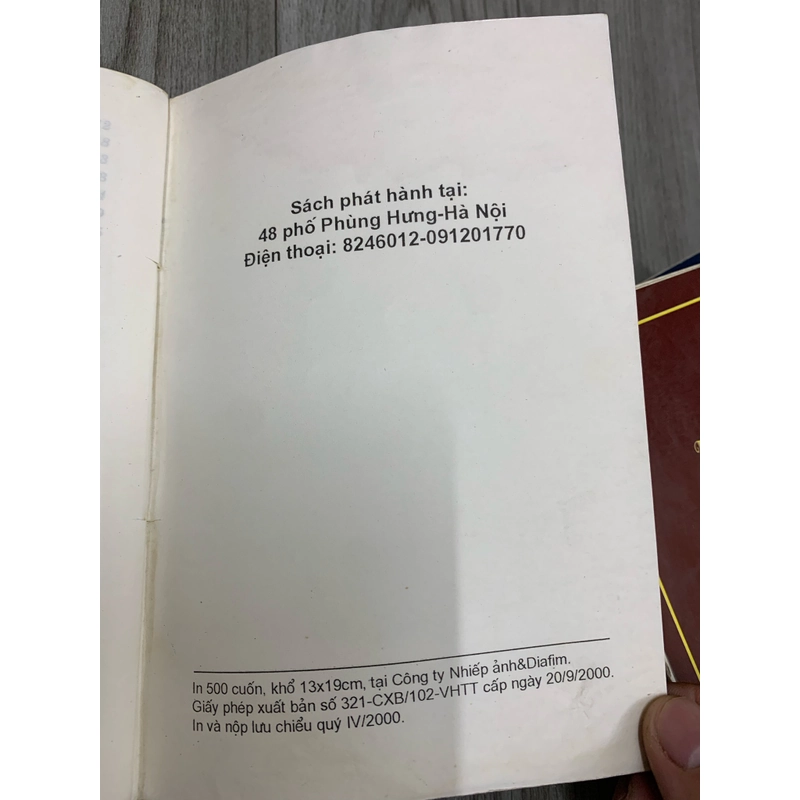 Sách phát hành tại:
48 phố Phùng Hưng-Hà Nội
Điện thoại: 8246012-091201770
In 500 cuốn, khổ 13x19cm, tại Công ty Nhiếp ảnh&Diafim.
Giấy phép xuất bản số 321-CXB/102-VHTT cấp ngày 20/9/2000.
In và nộp lưu chiểu quý IV/2000.